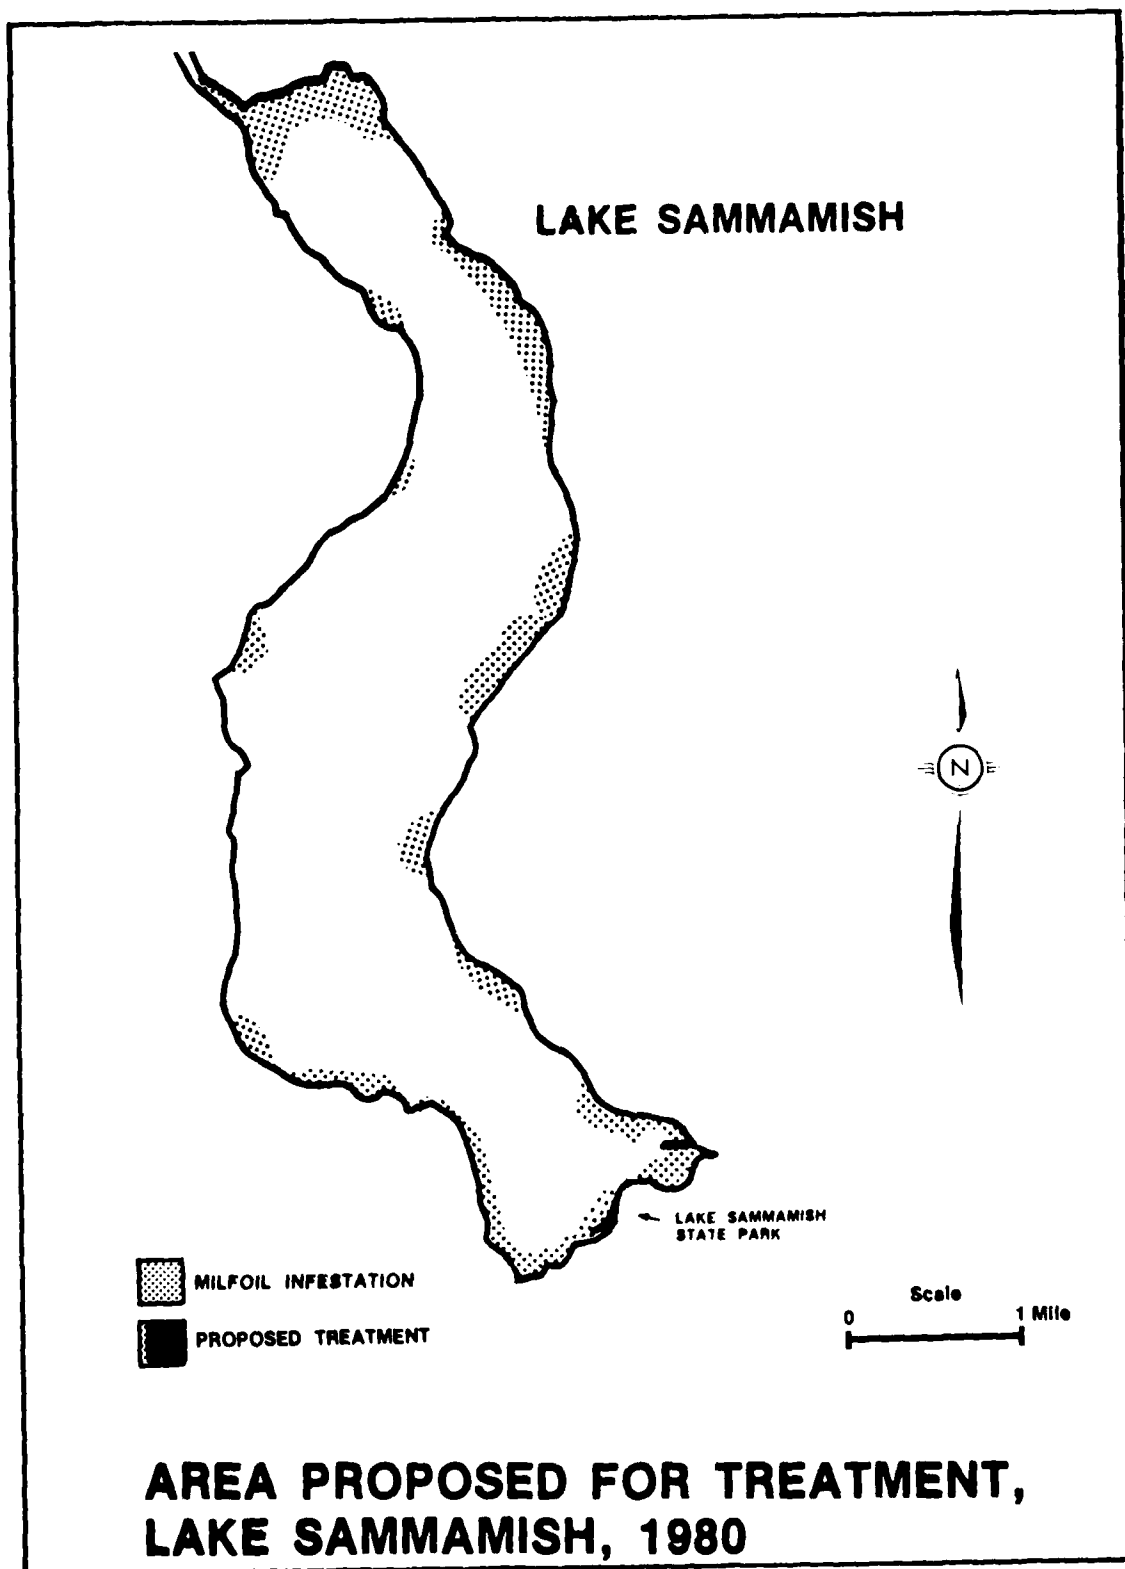 LAKE SAMMAMISH
N
LAKE SAMMAMISH
STATE PARK
MILFOIL INFESTATION
PROPOSED TREATMENT
Scale
0 1 Mile
AREA PROPOSED FOR TREATMENT,
LAKE SAMMAMISH, 1980